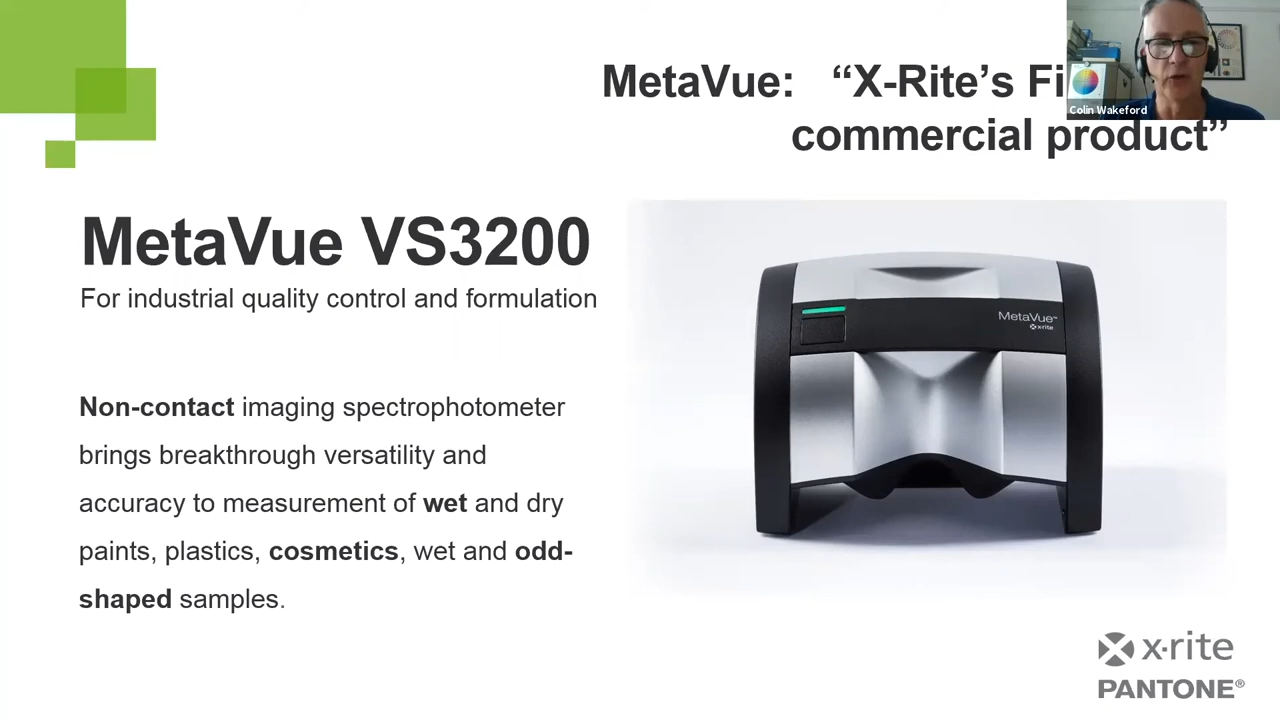 MetaVue: “X-Rite’s Fi
commercial product”
Colin Wakeford
MetaVue VS3200
For industrial quality control and formulation
Non-contact imaging spectrophotometer
brings breakthrough versatility and
accuracy to measurement of wet and dry
paints, plastics, cosmetics, wet and odd-
shaped samples.
MetaVue™
x·rite
x·rite
PANTONE®